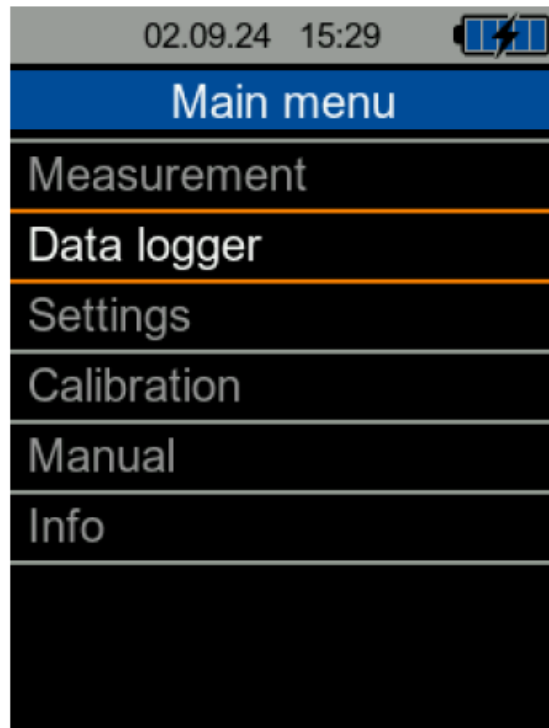 02.09.24 15:29
Main menu
Measurement
Data logger
Settings
Calibration
Manual
Info